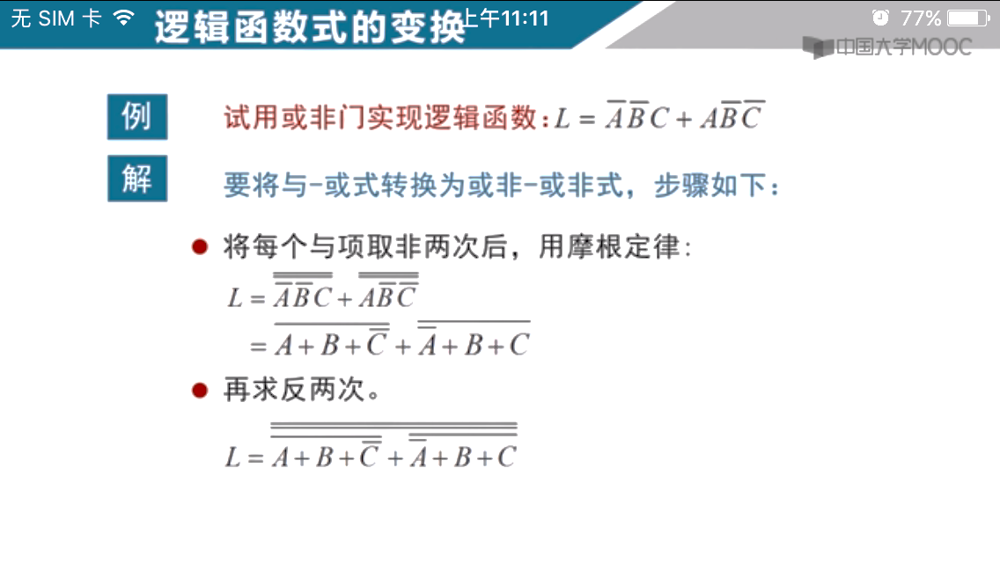 无 SIM 卡 上午11:11 77%
逻辑函数式的变换
中国大学MOOC
例 试用或非门实现逻辑函数:L = A̅ B̅ C + A B̅ C̅
解 要将与-或式转换为或非-或非式，步骤如下：
● 将每个与项取非两次后，用摩根定律:
L = \overline{\overline{\overline{A}\,\overline{B}C}} + \overline{\overline{A\overline{B}\,\overline{C}}}
= \overline{A+B+\overline{C}} + \overline{\overline{A}+B+C}
● 再求反两次。
L = \overline{\overline{\overline{A+B+\overline{C}} + \overline{\overline{A}+B+C}}}